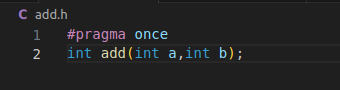 C add.h
1 #pragma once
2 int add(int a,int b);